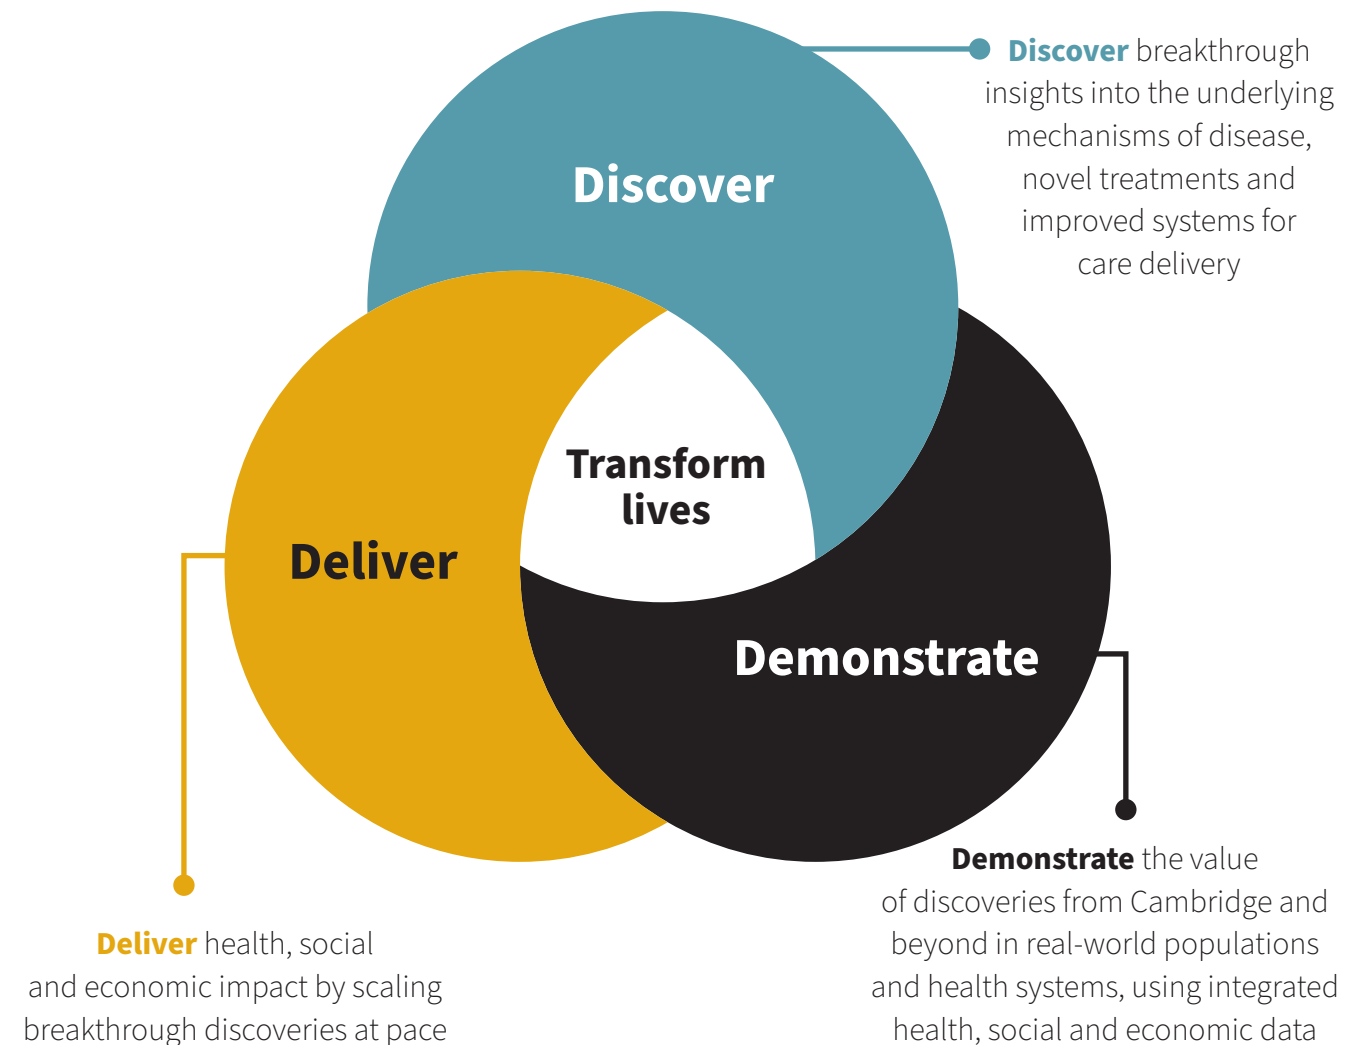 Discover
Discover breakthrough
insights into the underlying
mechanisms of disease,
novel treatments and
improved systems for
care delivery
Transform
lives
Deliver
Demonstrate
Demonstrate the value
of discoveries from Cambridge and
beyond in real-world populations
and health systems, using integrated
health, social and economic data
Deliver health, social
and economic impact by scaling
breakthrough discoveries at pace